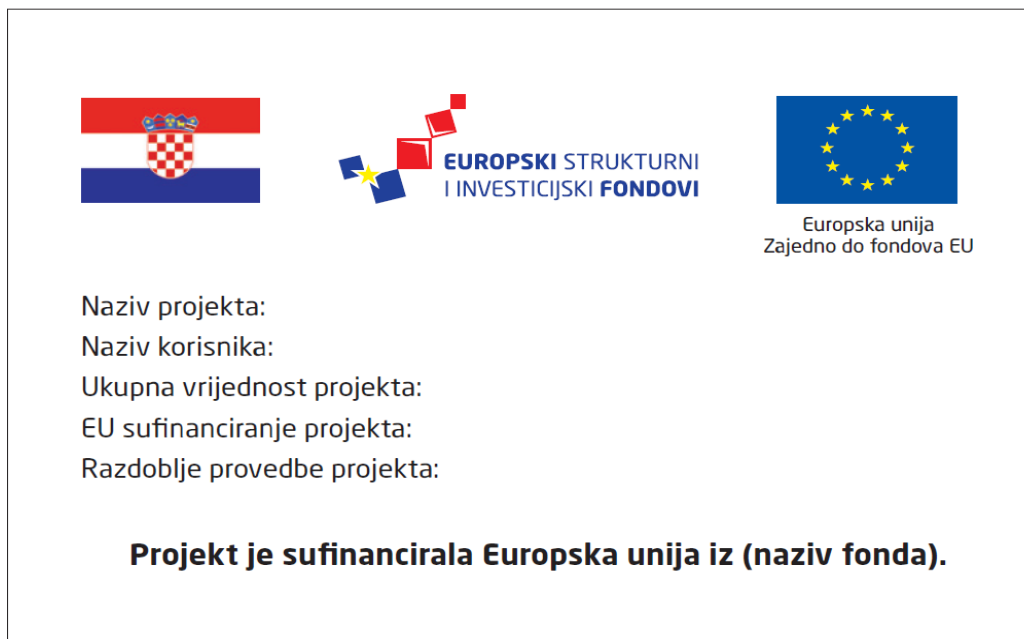 EUROPSKI STRUKTURNI
I INVESTICIJSKI FONDOVI
Europska unija
Zajedno do fondova EU
Naziv projekta:
Naziv korisnika:
Ukupna vrijednost projekta:
EU sufinanciranje projekta:
Razdoblje provedbe projekta:
Projekt je sufinancirala Europska unija iz (naziv fonda).